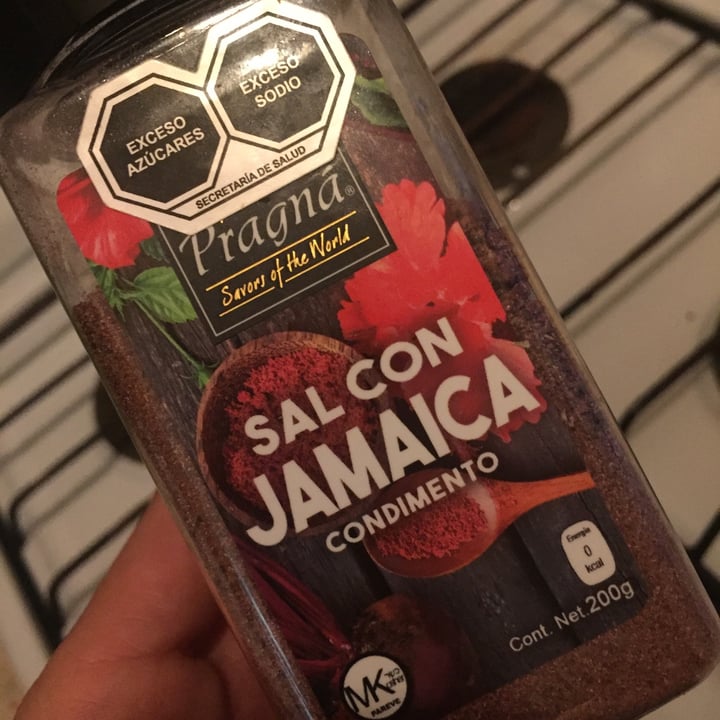 EXCESO
AZÚCARES
EXCESO
SODIO
SECRETARÍA DE SALUD
Pragná®
Savors of the World
SAL CON
JAMAICA
CONDIMENTO
Energía
0
kcal
Cont. Net. 200g
MK
כשר
PAREVE